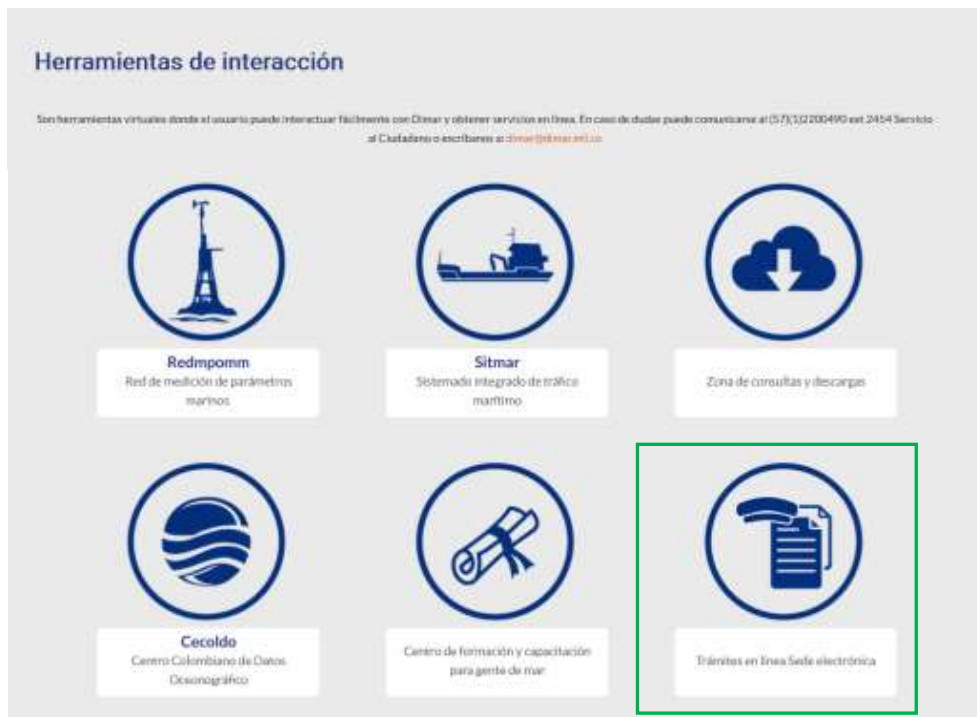 Herramientas de interacción
Son herramientas virtuales donde el usuario puede interactuar fácilmente con Dimar y obtener servicios en línea. En caso de dudas puede comunicarse al (57)(1)2200490 ext 2454 Servicio
al Ciudadano o escríbanos a: dimar@dimar.mil.co
Redmpomm
Red de medición de parámetros
marinos
Sitmar
Sistemado integrado de tráfico
marítimo
Zona de consultas y descargas
Cecoldo
Centro Colombiano de Datos
Oceonográfico
Centro de formación y capacitación
para gente de mar
Trámites en línea Sede electrónica